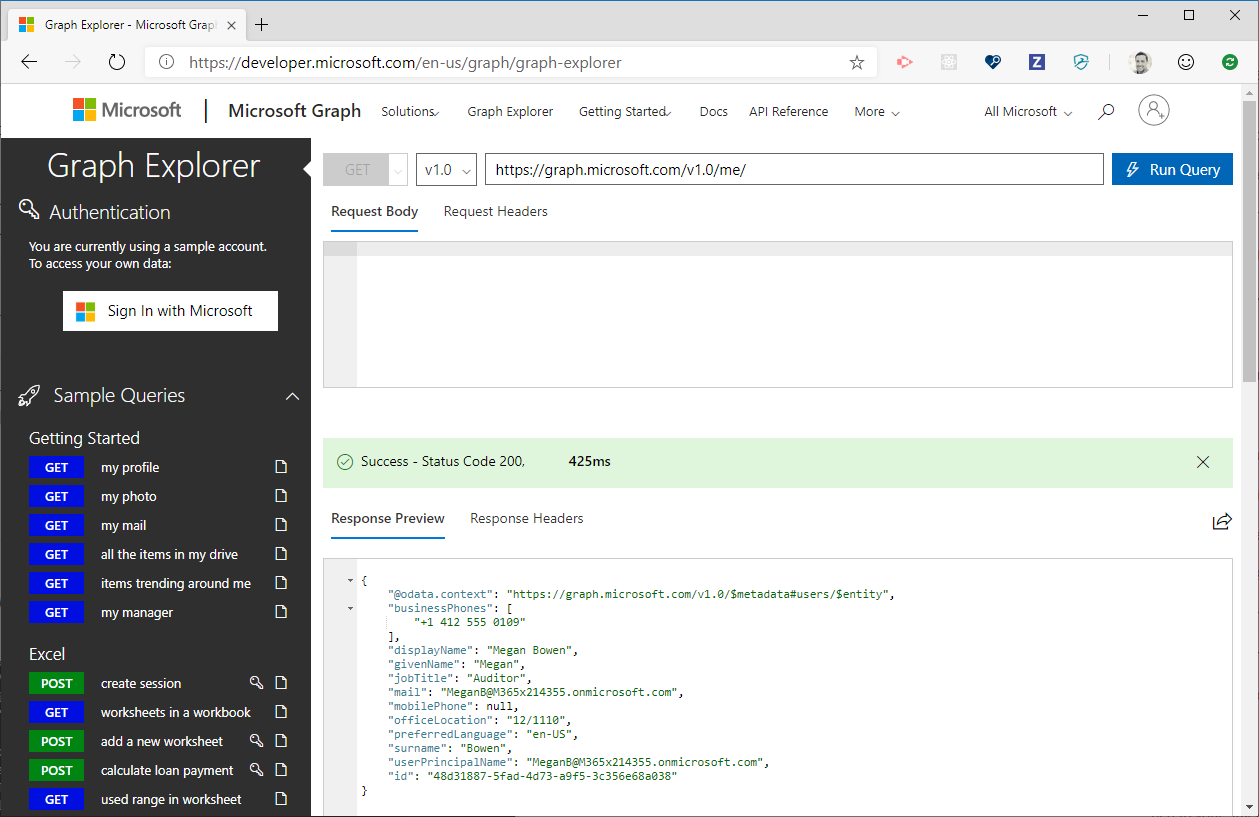 Graph Explorer - Microsoft Grap
https://developer.microsoft.com/en-us/graph/graph-explorer
Z
Microsoft
Microsoft Graph
Solutions
Graph Explorer
Getting Started
Docs
API Reference
More
All Microsoft
Graph Explorer
Authentication
You are currently using a sample account.
To access your own data:
Sign In with Microsoft
Sample Queries
Getting Started
GET my profile
GET my photo
GET my mail
GET all the items in my drive
GET items trending around me
GET my manager
Excel
POST create session
GET worksheets in a workbook
POST add a new worksheet
POST calculate loan payment
GET used range in worksheet
GET v1.0 https://graph.microsoft.com/v1.0/me/ Run Query
Request Body Request Headers
Success - Status Code 200, 425ms
Response Preview Response Headers
{
"@odata.context": "https://graph.microsoft.com/v1.0/$metadata#users/$entity",
"businessPhones": [
"+1 412 555 0109"
],
"displayName": "Megan Bowen",
"givenName": "Megan",
"jobTitle": "Auditor",
"mail": "MeganB@M365x214355.onmicrosoft.com",
"mobilePhone": null,
"officeLocation": "12/1110",
"preferredLanguage": "en-US",
"surname": "Bowen",
"userPrincipalName": "MeganB@M365x214355.onmicrosoft.com",
"id": "48d31887-5fad-4d73-a9f5-3c356e68a038"
}